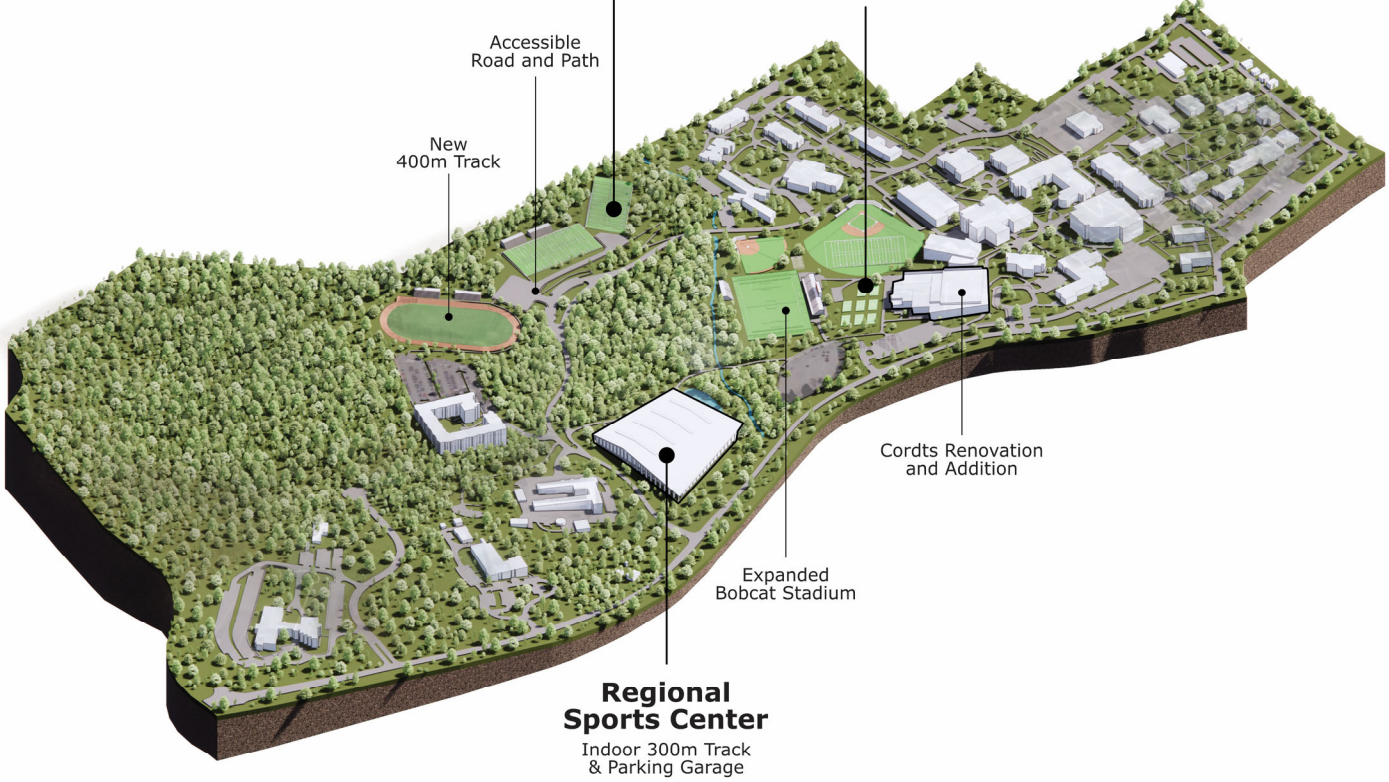 Accessible
Road and Path
New
400m Track
Cordts Renovation
and Addition
Expanded
Bobcat Stadium
Regional
Sports Center
Indoor 300m Track
& Parking Garage